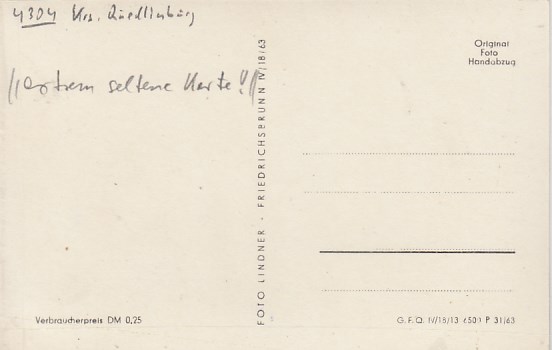 4304 Krs. Quedlinburg
Original
Foto
Handabzug
"extrem seltene Karte!!"
FOTO LINDNER - FRIEDRICHSBRUNN IV/18/63
Verbraucherpreis DM 0,25
G.F.Q. IV/18/13 6501 P 31/63